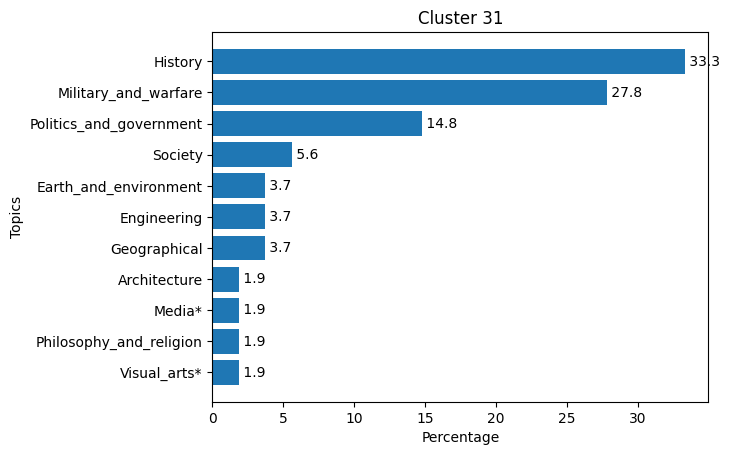 Cluster 31
History 33.3
Military_and_warfare 27.8
Politics_and_government 14.8
Society 5.6
Earth_and_environment 3.7
Engineering 3.7
Geographical 3.7
Architecture 1.9
Media* 1.9
Philosophy_and_religion 1.9
Visual_arts* 1.9
Topics
0 5 10 15 20 25 30
Percentage